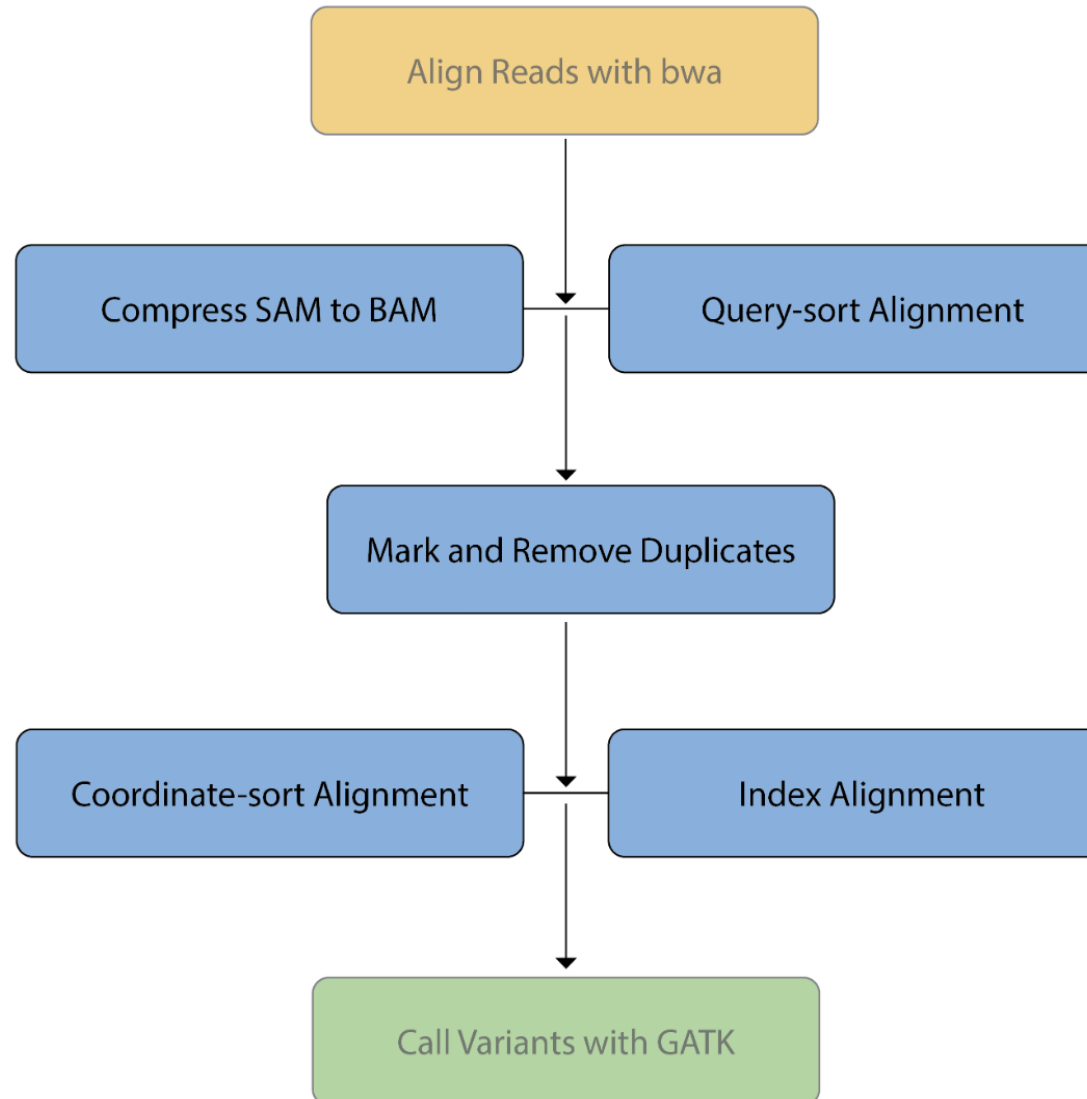 Align Reads with bwa
Compress SAM to BAM
Query-sort Alignment
Mark and Remove Duplicates
Coordinate-sort Alignment
Index Alignment
Call Variants with GATK